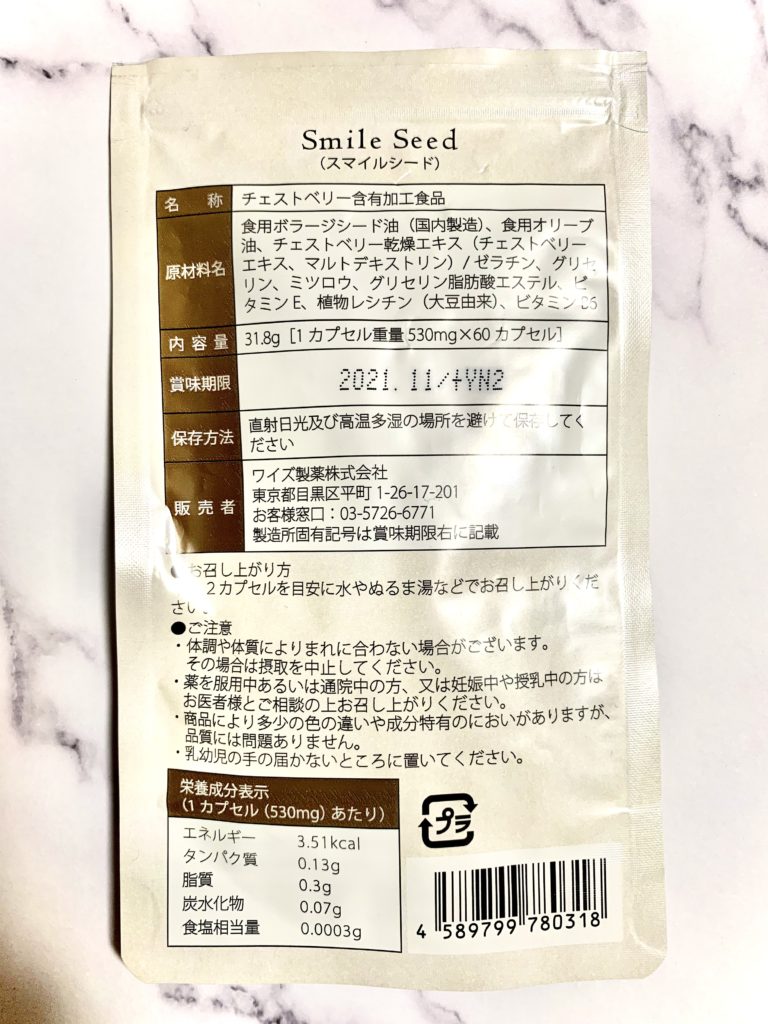 Smile Seed
（スマイルシード）
名 称 チェストベリー含有加工食品
原材料名 食用ボラージシード油（国内製造）、食用オリーブ
油、チェストベリー乾燥エキス（チェストベリー
エキス、マルトデキストリン）/ ゼラチン、グリセ
リン、ミツロウ、グリセリン脂肪酸エステル、ビ
タミン E、植物レシチン（大豆由来）、ビタミン B6
内 容 量 31.8g［1 カプセル重量 530mg×60 カプセル］
賞味期限 2021. 11/+YN2
保存方法 直射日光及び高温多湿の場所を避けて保存してく
ださい
販 売 者 ワイズ製薬株式会社
東京都目黒区平町 1-26-17-201
お客様窓口：03-5726-6771
製造所固有記号は賞味期限右に記載
お召し上がり方
2 カプセルを目安に水やぬるま湯などでお召し上がりくだ
さい。
●ご注意
・体調や体質によりまれに合わない場合がございます。
その場合は摂取を中止してください。
・薬を服用中あるいは通院中の方、又は妊娠中や授乳中の方は
お医者様とご相談の上お召し上がりください。
・商品により多少の色の違いや成分特有のにおいがありますが、
品質には問題ありません。
・乳幼児の手の届かないところに置いてください。
栄養成分表示
（1 カプセル（530mg）あたり）
エネルギー 3.51kcal
タンパク質 0.13g
脂質 0.3g
炭水化物 0.07g
食塩相当量 0.0003g
プラ
4 589799 780318